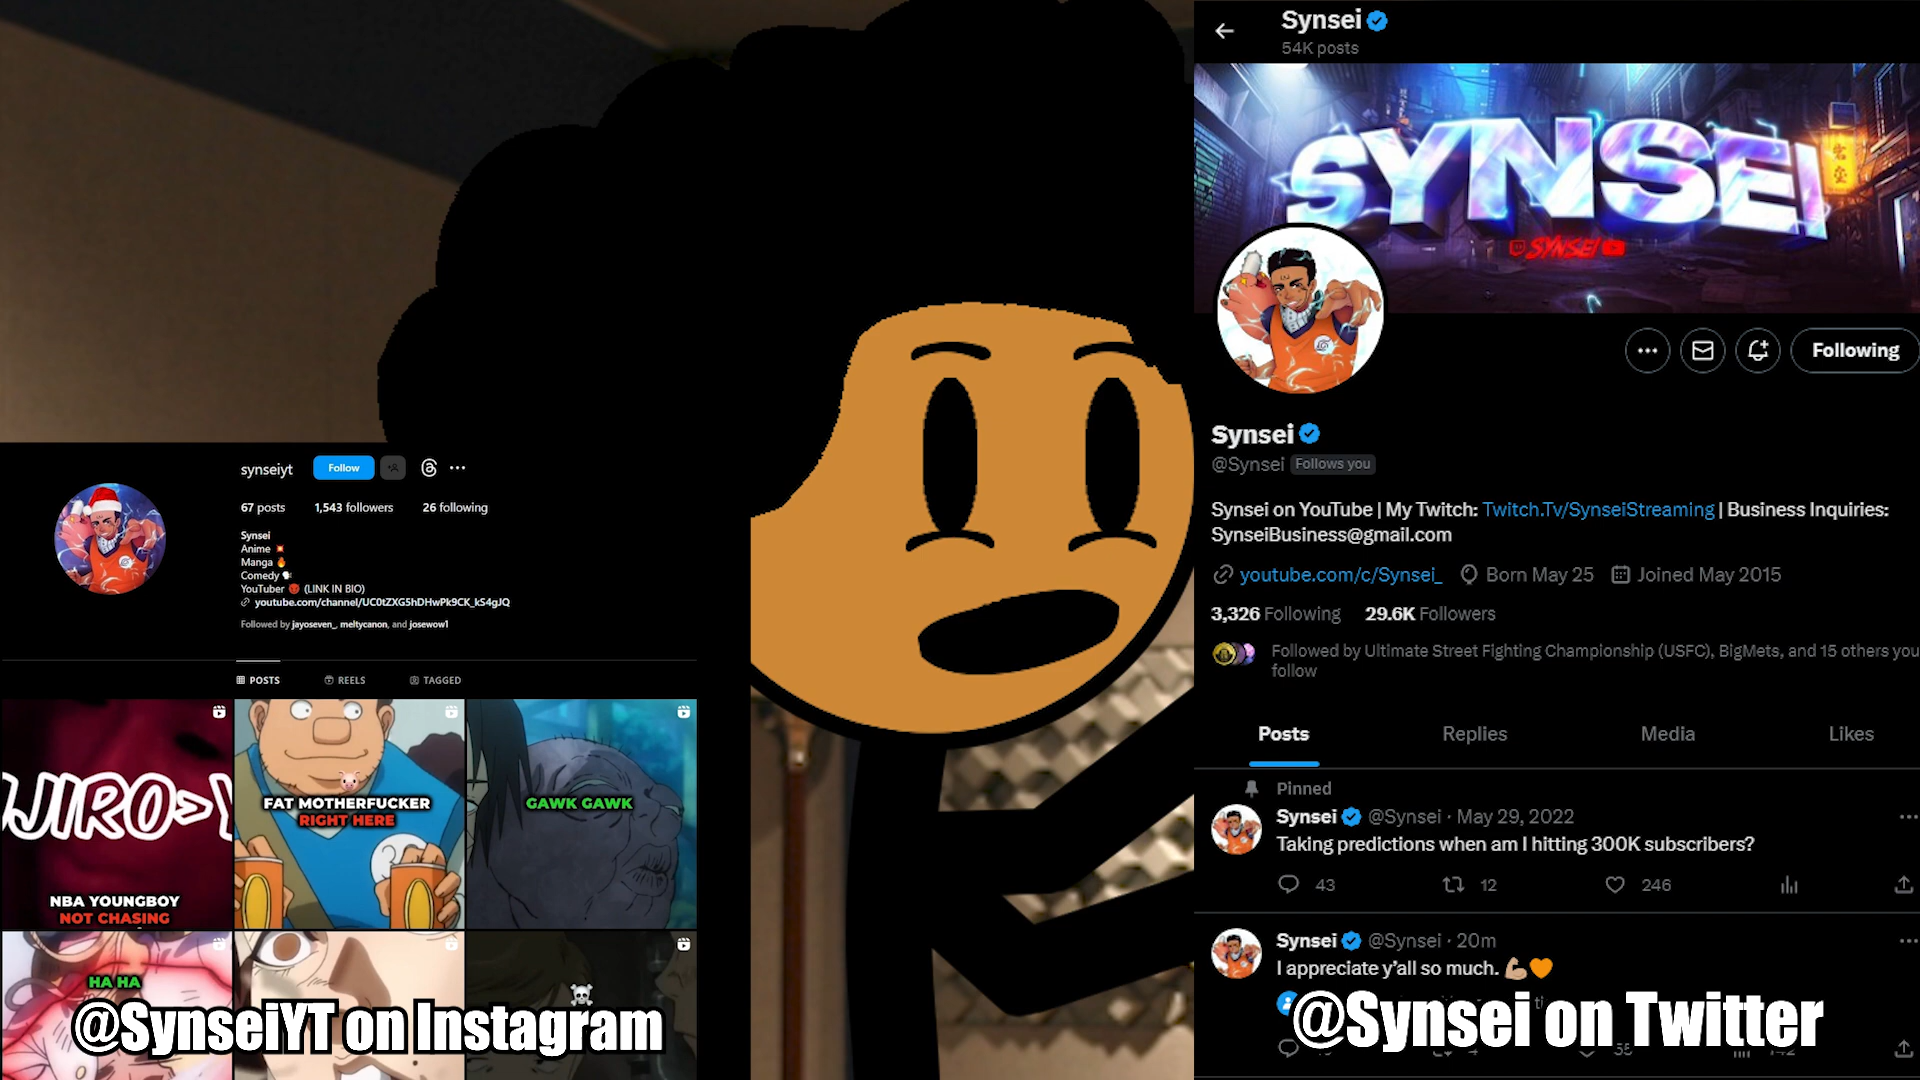 synseiyt Follow
67 posts 1,543 followers 26 following
Synsei
Anime 💥
Manga 🔥
Comedy 🗣
YouTuber 👹 (LINK IN BIO)
youtube.com/channel/UC0tZXG5hDHwPk9CK_kS4gJQ
Followed by jayoseven_, meltycanon, and josewow1
POSTS REELS TAGGED
JIRO>Y
NBA YOUNGBOY
NOT CHASING
FAT MOTHERFUCKER
RIGHT HERE
GAWK GAWK
HA HA
@SynseiYT on Instagram
Synsei
54K posts
SYNSEI
SYNSEI
Following
Synsei
@Synsei Follows you
Synsei on YouTube | My Twitch: Twitch.Tv/SynseiStreaming | Business Inquiries:
SynseiBusiness@gmail.com
youtube.com/c/Synsei_ Born May 25 Joined May 2015
3,326 Following 29.6K Followers
Followed by Ultimate Street Fighting Championship (USFC), BigMets, and 15 others you
follow
Posts Replies Media Likes
Pinned
Synsei @Synsei · May 29, 2022
Taking predictions when am I hitting 300K subscribers?
43 12 246
Synsei @Synsei · 20m
I appreciate y'all so much. 💪🏼🧡
@Synsei on Twitter